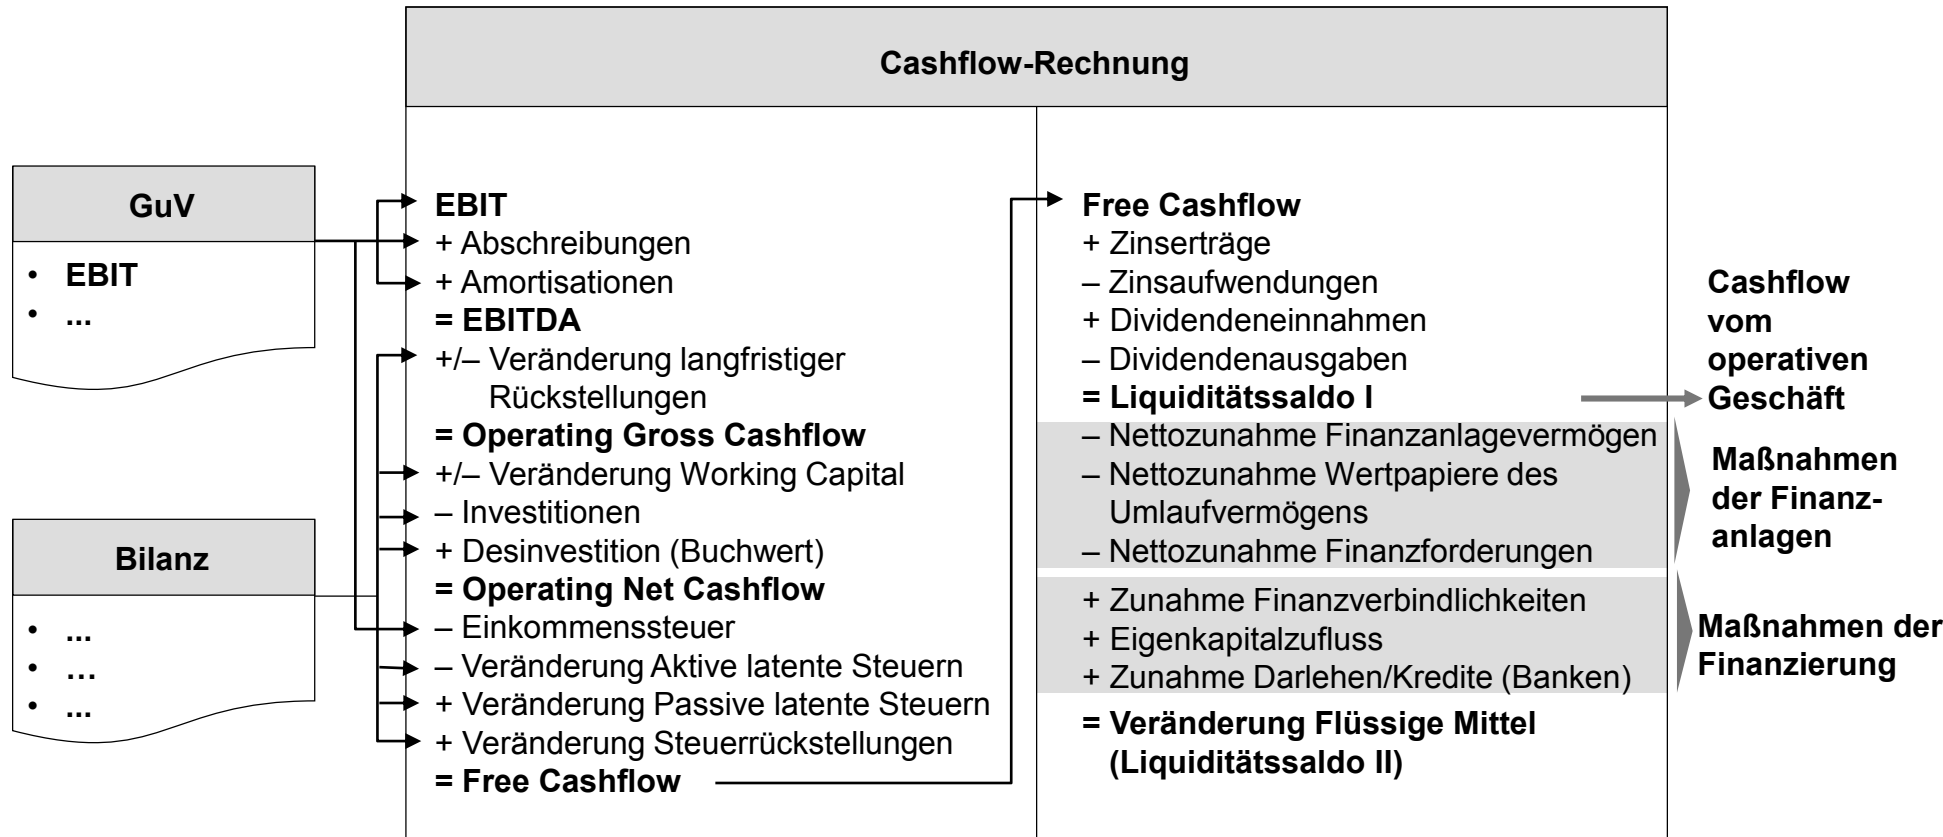 Cashflow-Rechnung
GuV
• EBIT
• ...
Bilanz
• ...
• ...
• ...
EBIT
+ Abschreibungen
+ Amortisationen
= EBITDA
+/– Veränderung langfristiger
Rückstellungen
= Operating Gross Cashflow
+/– Veränderung Working Capital
– Investitionen
+ Desinvestition (Buchwert)
= Operating Net Cashflow
– Einkommenssteuer
– Veränderung Aktive latente Steuern
+ Veränderung Passive latente Steuern
+ Veränderung Steuerrückstellungen
= Free Cashflow
Free Cashflow
+ Zinserträge
– Zinsaufwendungen
+ Dividendeneinnahmen
– Dividendenausgaben
= Liquiditätssaldo I
– Nettozunahme Finanzanlagevermögen
– Nettozunahme Wertpapiere des
Umlaufvermögens
– Nettozunahme Finanzforderungen
+ Zunahme Finanzverbindlichkeiten
+ Eigenkapitalzufluss
+ Zunahme Darlehen/Kredite (Banken)
= Veränderung Flüssige Mittel
(Liquiditätssaldo II)
Cashflow
vom
operativen
Geschäft
Maßnahmen
der Finanz-
anlagen
Maßnahmen der
Finanzierung